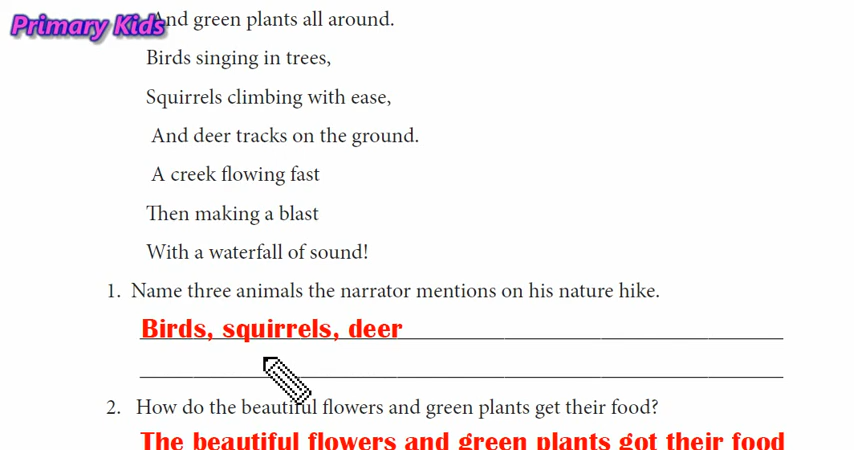 Primary Kids
And green plants all around.
Birds singing in trees,
Squirrels climbing with ease,
And deer tracks on the ground.
A creek flowing fast
Then making a blast
With a waterfall of sound!
1. Name three animals the narrator mentions on his nature hike.
Birds, squirrels, deer
2. How do the beautiful flowers and green plants get their food?
The beautiful flowers and green plants got their food